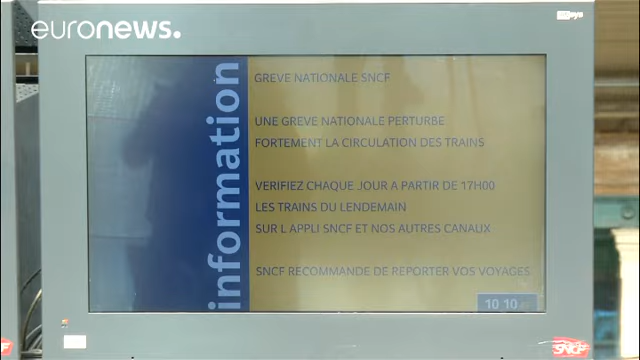 euronews.
information
GREVE NATIONALE SNCF
UNE GREVE NATIONALE PERTURBE
FORTEMENT LA CIRCULATION DES TRAINS
VERIFIEZ CHAQUE JOUR A PARTIR DE 17H00
LES TRAINS DU LENDEMAIN
SUR L APPLI SNCF ET NOS AUTRES CANAUX
SNCF RECOMMANDE DE REPORTER VOS VOYAGES
10 10
SNCF